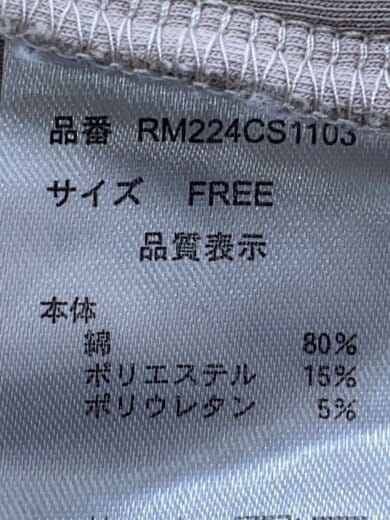 品番 RM224CS1103
サイズ FREE
品質表示
本体
綿 80%
ポリエステル 15%
ポリウレタン 5%